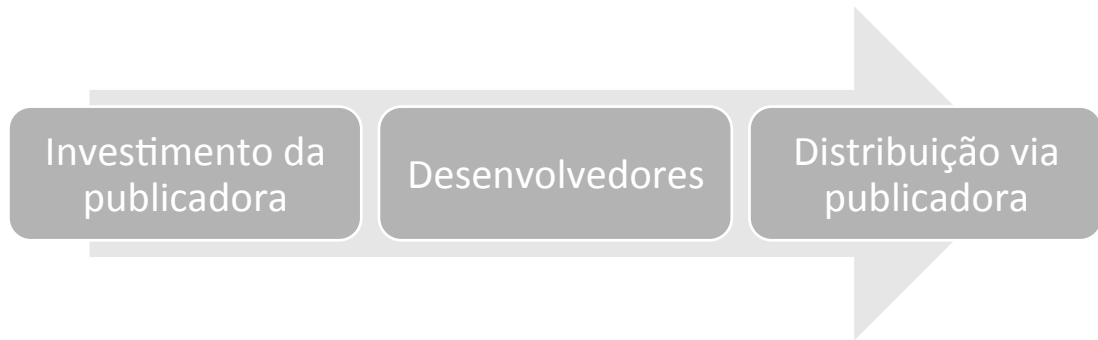 Investimento da
publicadora
Desenvolvedores
Distribuição via
publicadora